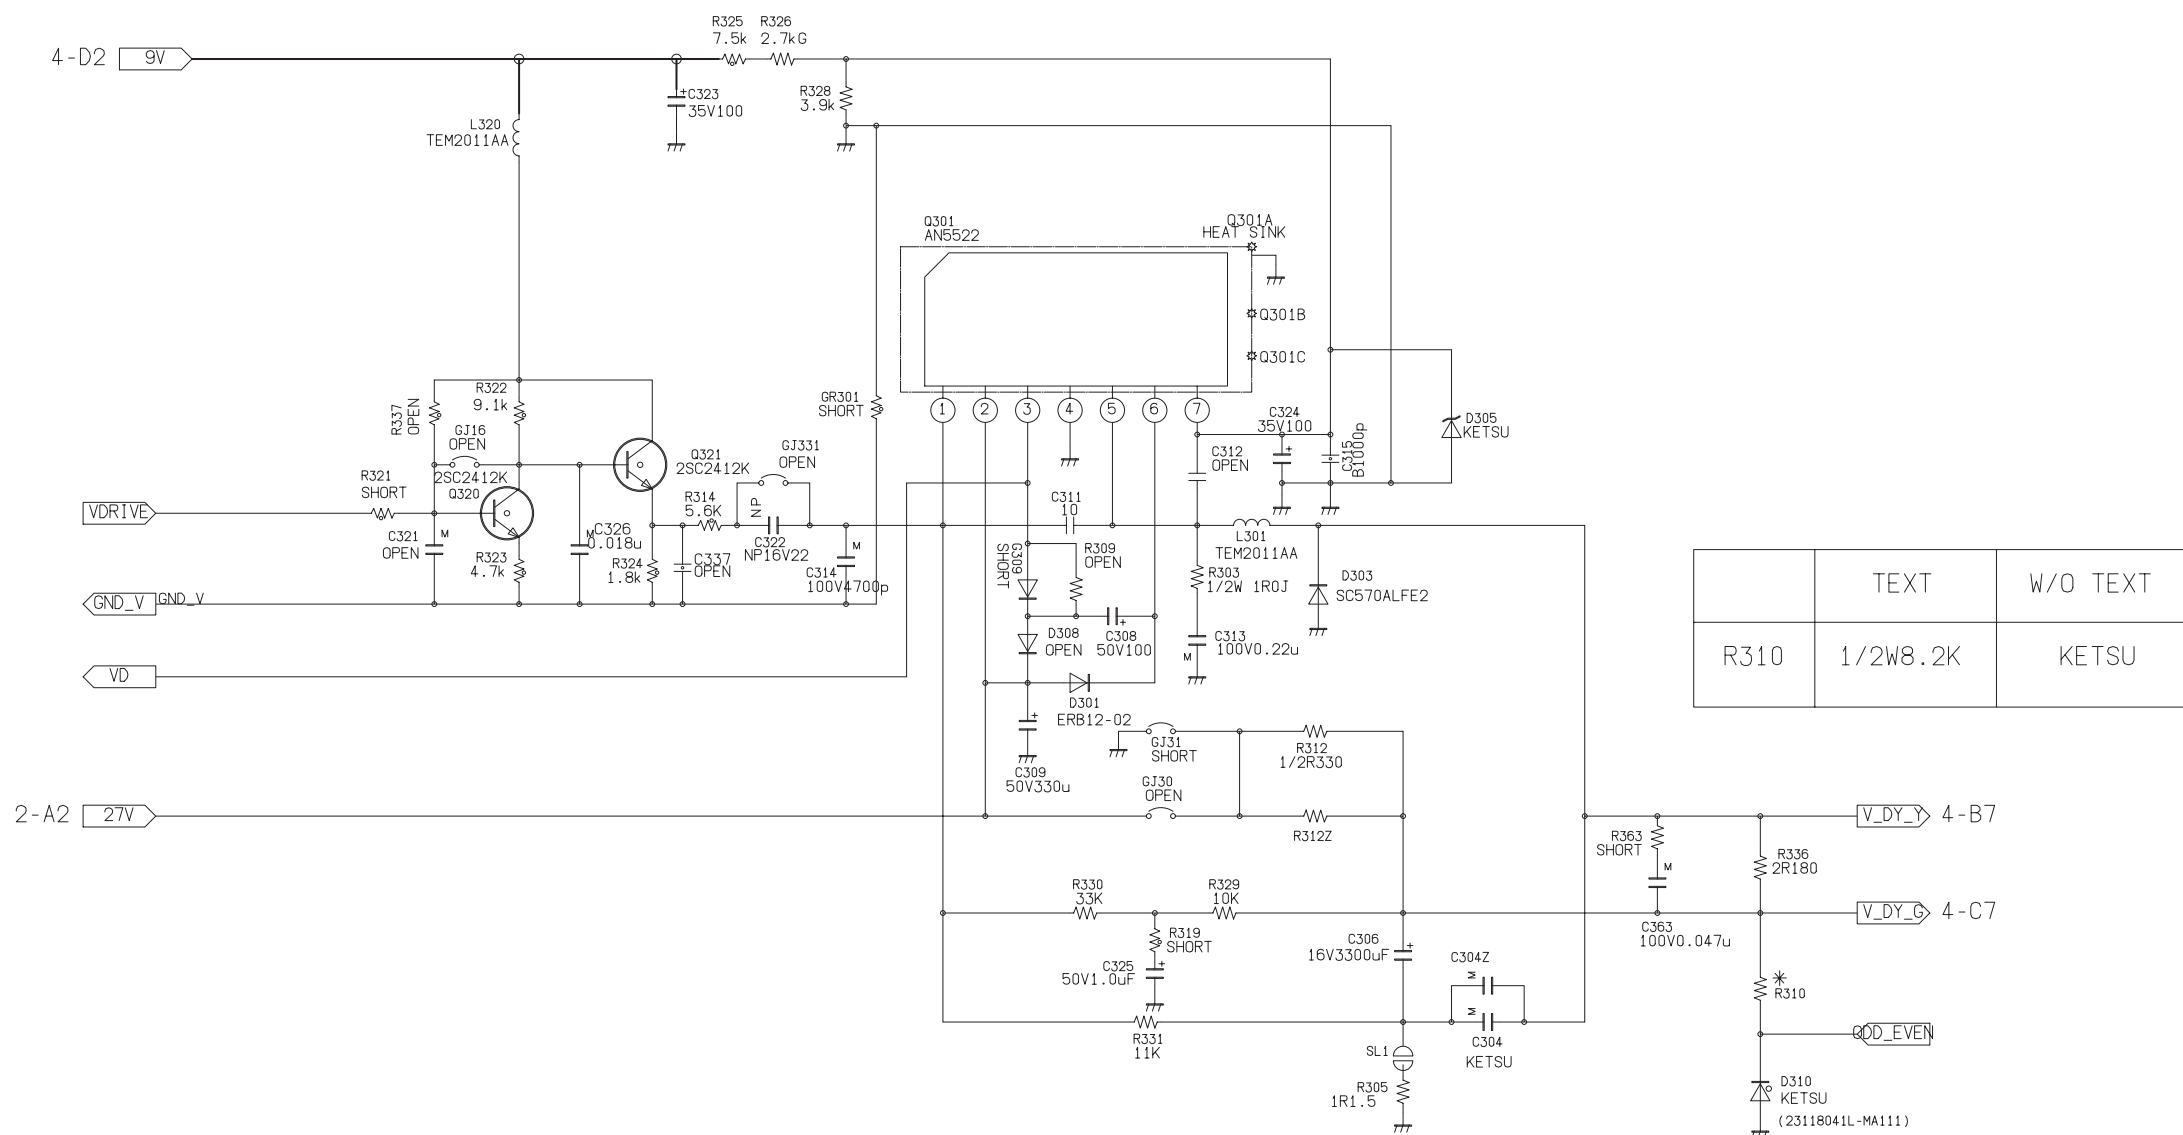 R325 R326
7.5k 2.7kG
4-D2 9V
C323
35V100
R328
3.9k
L320
TEM2011AA
Q301
AN5522
Q301A
HEAT SINK
Q301B
Q301C
1 2 3 4 5 6 7
R337
OPEN
R322
9.1k
GJ16
OPEN
GR301
SHORT
C324
35V100
D305
KETSU
C315
B1000p
C312
OPEN
Q321
2SC2412K
GJ331
OPEN
R321
SHORT
2SC2412K
Q320
VDRIVE
R314
5.6K
NP
C322
NP16V22
C311
10
C321
OPEN
M
M
C326
0.018u
R323
4.7k
R324
1.8k
C337
OPEN
M
C314
100V4700p
G309
SHORT
R309
OPEN
L301
TEM2011AA
R303
1/2W 1R0J
D303
SC570ALFE2
GND_V GND_V
D308
OPEN
C308
50V100
C313
100V0.22u
M
VD
D301
ERB12-02
C309
50V330u
GJ31
SHORT
R312
1/2R330
GJ30
OPEN
R312Z
2-A2 27V
TEXT W/O TEXT
R310 1/2W8.2K KETSU
V_DY_Y 4-B7
R363
SHORT
M
R336
2R180
V_DY_G 4-C7
C363
100V0.047u
R330
33K
R329
10K
R319
SHORT
C325
50V1.0uF
C306
16V3300uF
C304Z
M
M
C304
KETSU
R331
11K
SL1
R305
1R1.5
R310
ODD_EVEN
D310
KETSU
(23118041L-MA111)